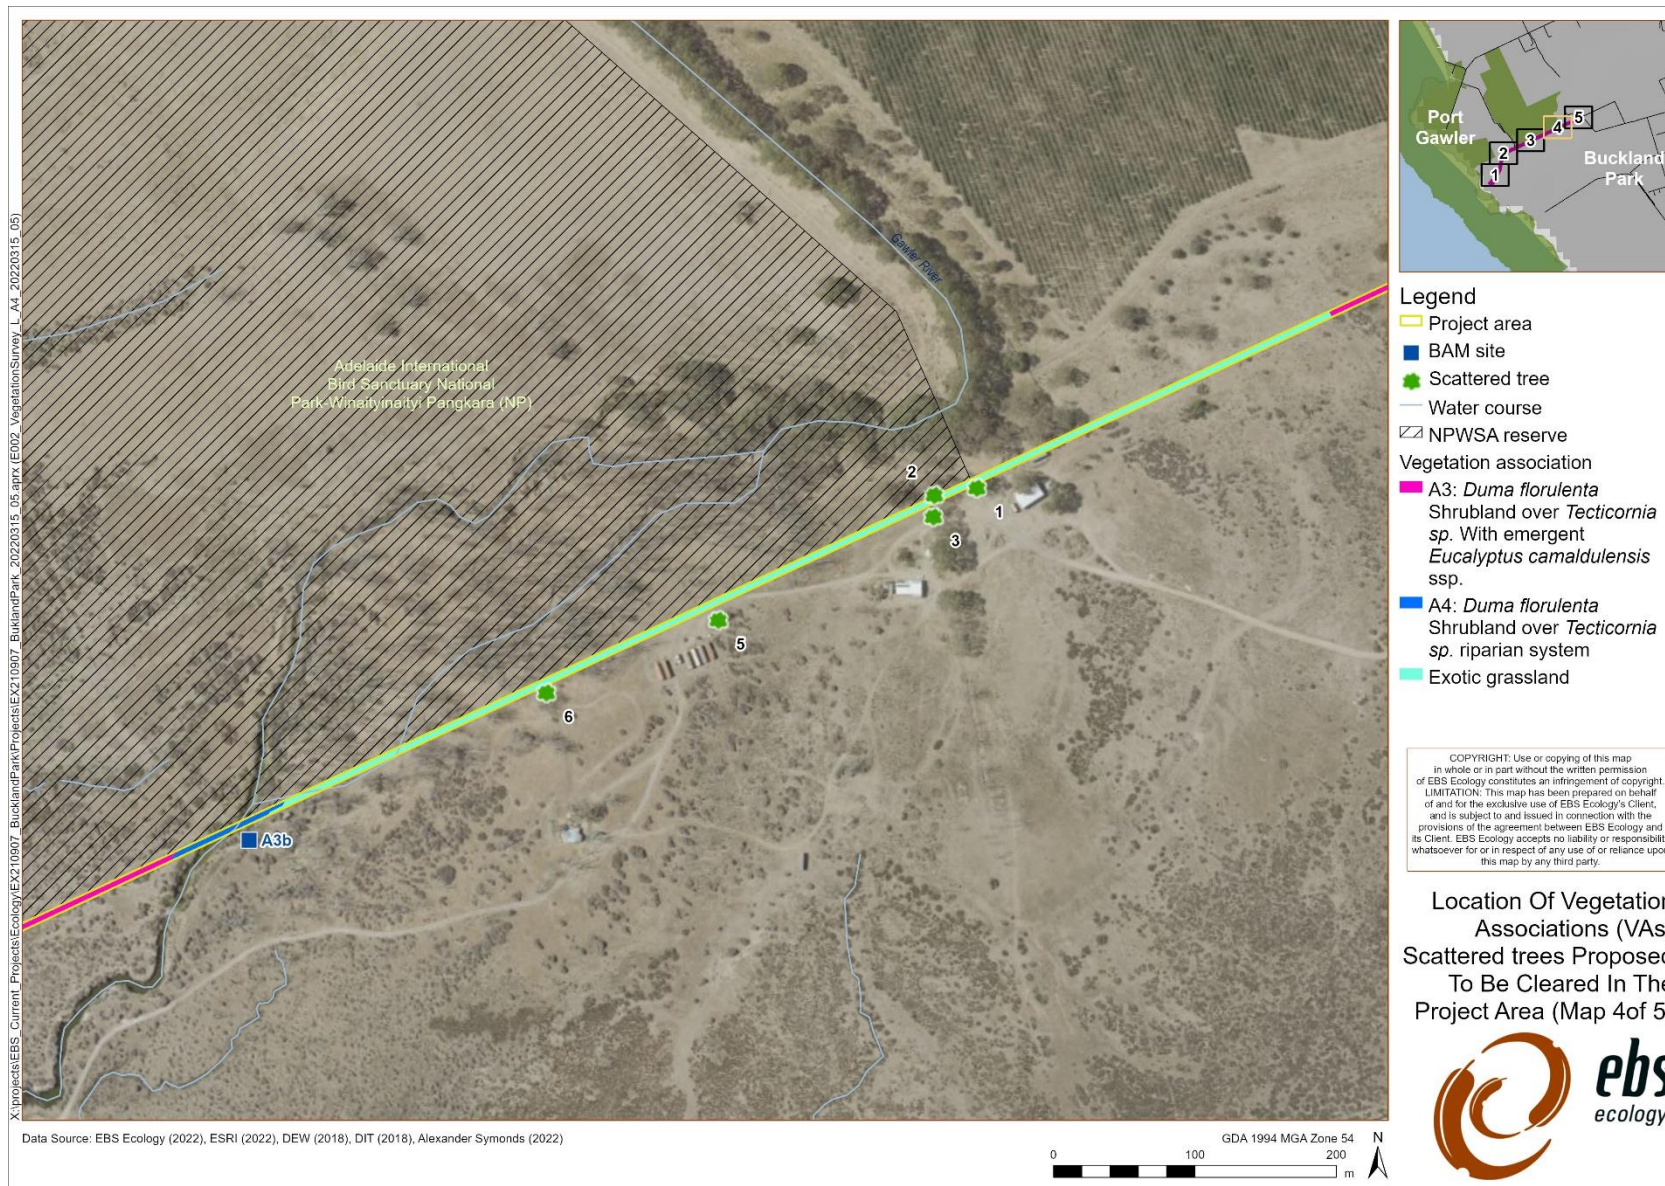 Adelaide International
Bird Sanctuary National
Park-Winaityinaityi Pangkara (NP)
Gawler River
2
1
3
5
6
A3b
Port
Gawler
Buckland
Park
1
2
3
4
5
Legend
Project area
BAM site
Scattered tree
Water course
NPWSA reserve
Vegetation association
A3: Duma florulenta
Shrubland over Tecticornia
sp. With emergent
Eucalyptus camaldulensis
ssp.
A4: Duma florulenta
Shrubland over Tecticornia
sp. riparian system
Exotic grassland
COPYRIGHT: Use or copying of this map
in whole or in part without the written permission
of EBS Ecology constitutes an infringement of copyright.
LIMITATION: This map has been prepared on behalf
of and for the exclusive use of EBS Ecology's Client,
and is subject to and issued in connection with the
provisions of the agreement between EBS Ecology and
its Client. EBS Ecology accepts no liability or responsibilit
whatsoever for or in respect of any use of or reliance upon
this map by any third party.
Location Of Vegetation
Associations (VAs
Scattered trees Proposed
To Be Cleared In The
Project Area (Map 4of 5
ebs
ecology
X:\projects\EBS_Current_Projects\Ecology\EX210907_BucklandPark\Projects\EX210907_BuklandPark_20220315_05.aprx (E002_VegetationSurvey_L_A4_20220315_05)
Data Source: EBS Ecology (2022), ESRI (2022), DEW (2018), DIT (2018), Alexander Symonds (2022)
GDA 1994 MGA Zone 54
N
0 100 200
m